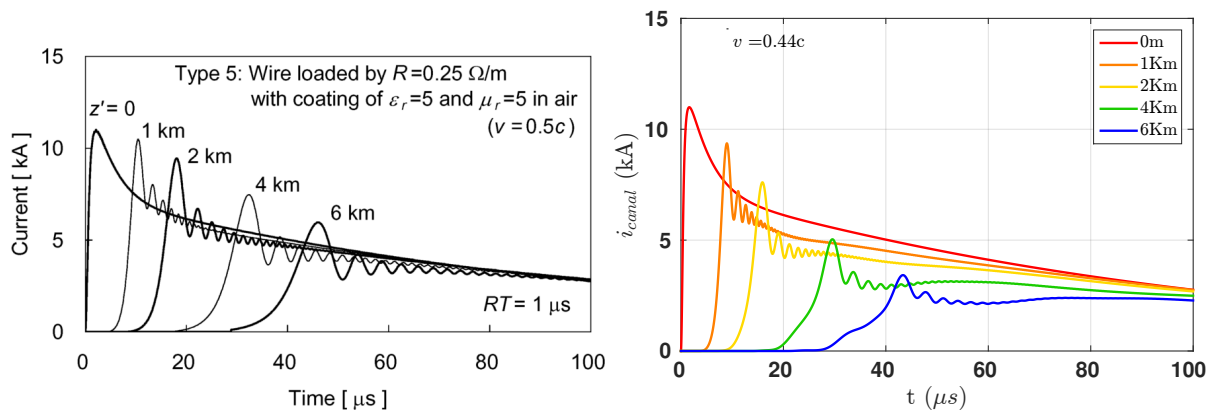 Type 5: Wire loaded by R=0.25 Ω/m
with coating of εr=5 and μr=5 in air
(v=0.5c)
z'= 0
1 km
2 km
4 km
6 km
RT= 1 μs
Current [ kA ]
15
10
5
0
0 20 40 60 80 100
Time [ μs ]
v =0.44c
0m
1Km
2Km
4Km
6Km
i_canal (kA)
15
10
5
0
0 20 40 60 80 100
t (μs)